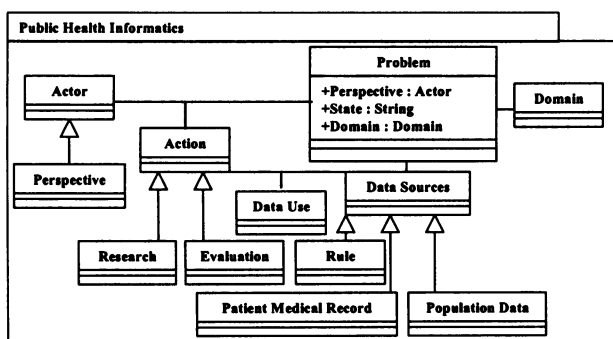 Public Health Informatics
Problem
+Perspective : Actor
+State : String
+Domain : Domain
Actor
Domain
Action
Perspective
Data Sources
Data Use
Research
Evaluation
Rule
Patient Medical Record
Population Data